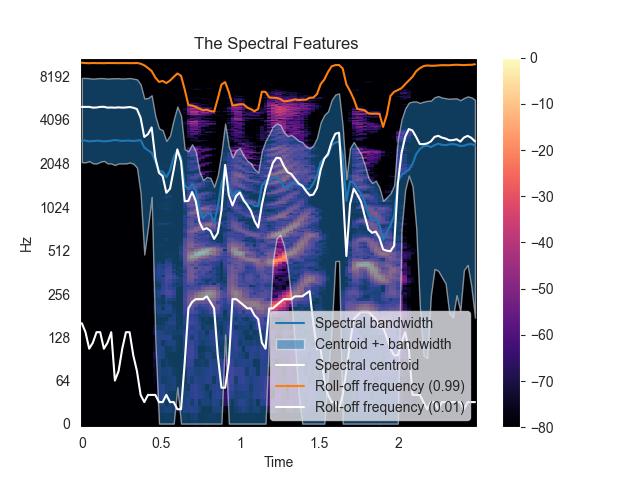 The Spectral Features
8192
4096
2048
1024
512
256
128
64
0
Hz
0
0.5
1
1.5
2
Time
Spectral bandwidth
Centroid +- bandwidth
Spectral centroid
Roll-off frequency (0.99)
Roll-off frequency (0.01)
0
−10
−20
−30
−40
−50
−60
−70
−80